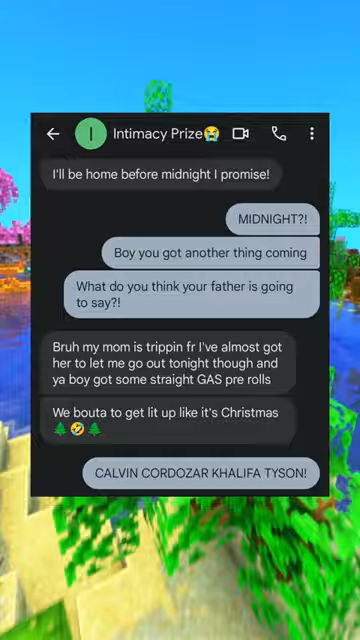 I
Intimacy Prize😭
I'll be home before midnight I promise!
MIDNIGHT?!
Boy you got another thing coming
What do you think your father is going
to say?!
Bruh my mom is trippin fr I've almost got
her to let me go out tonight though and
ya boy got some straight GAS pre rolls
We bouta to get lit up like it's Christmas
🌲🤣🌲
CALVIN CORDOZAR KHALIFA TYSON!